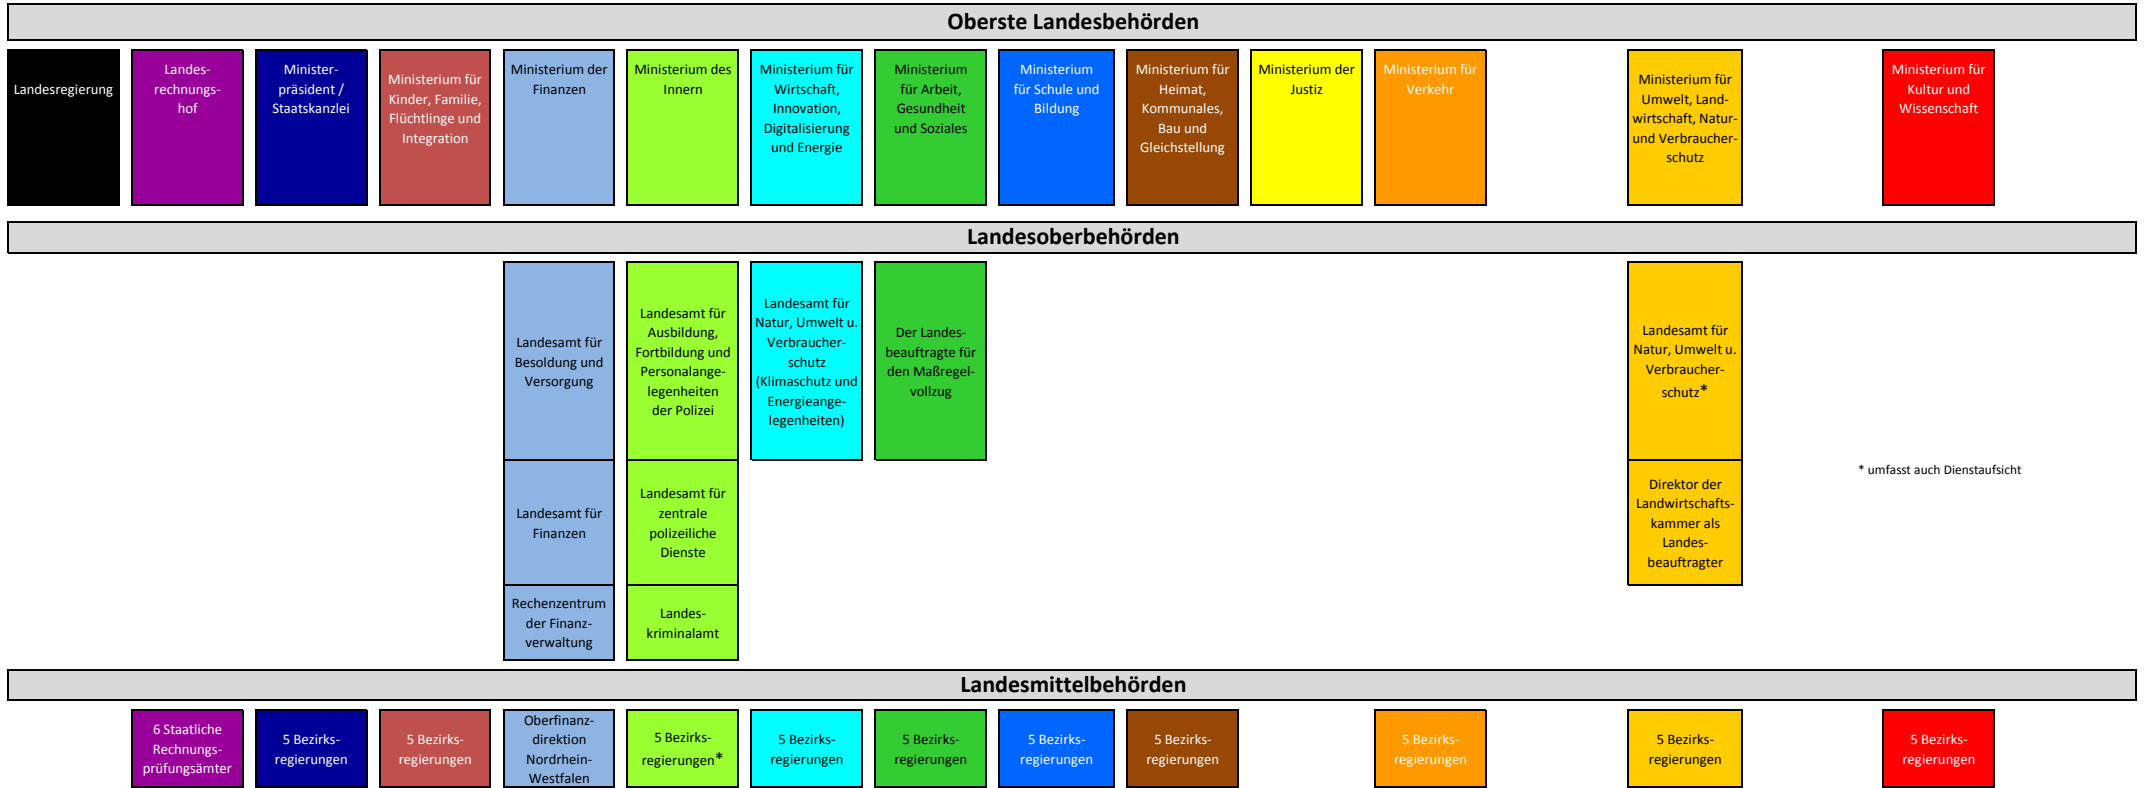 Oberste Landesbehörden
Landesregierung
Landes-
rechnungs-
hof
Minister-
präsident /
Staatskanzlei
Ministerium für
Kinder, Familie,
Flüchtlinge und
Integration
Ministerium der
Finanzen
Ministerium des
Innern
Ministerium für
Wirtschaft,
Innovation,
Digitalisierung
und Energie
Ministerium
für Arbeit,
Gesundheit
und Soziales
Ministerium
für Schule und
Bildung
Ministerium für
Heimat,
Kommunales,
Bau und
Gleichstellung
Ministerium der
Justiz
Ministerium für
Verkehr
Ministerium für
Umwelt, Land-
wirtschaft, Natur-
und Verbraucher-
schutz
Ministerium für
Kultur und
Wissenschaft
Landesoberbehörden
Landesamt für
Besoldung und
Versorgung
Landesamt für
Ausbildung,
Fortbildung und
Personalange-
legenheiten
der Polizei
Landesamt für
Natur, Umwelt u.
Verbraucher-
schutz
(Klimaschutz und
Energieange-
legenheiten)
Der Landes-
beauftragte für
den Maßregel-
vollzug
Landesamt für
Natur, Umwelt u.
Verbraucher-
schutz*
* umfasst auch Dienstaufsicht
Landesamt für
Finanzen
Landesamt für
zentrale
polizeiliche
Dienste
Direktor der
Landwirtschafts-
kammer als
Landes-
beauftragter
Rechenzentrum
der Finanz-
verwaltung
Landes-
kriminalamt
Landesmittelbehörden
6 Staatliche
Rechnungs-
prüfungsämter
5 Bezirks-
regierungen
5 Bezirks-
regierungen
Oberfinanz-
direktion
Nordrhein-
Westfalen
5 Bezirks-
regierungen*
5 Bezirks-
regierungen
5 Bezirks-
regierungen
5 Bezirks-
regierungen
5 Bezirks-
regierungen
5 Bezirks-
regierungen
5 Bezirks-
regierungen
5 Bezirks-
regierungen